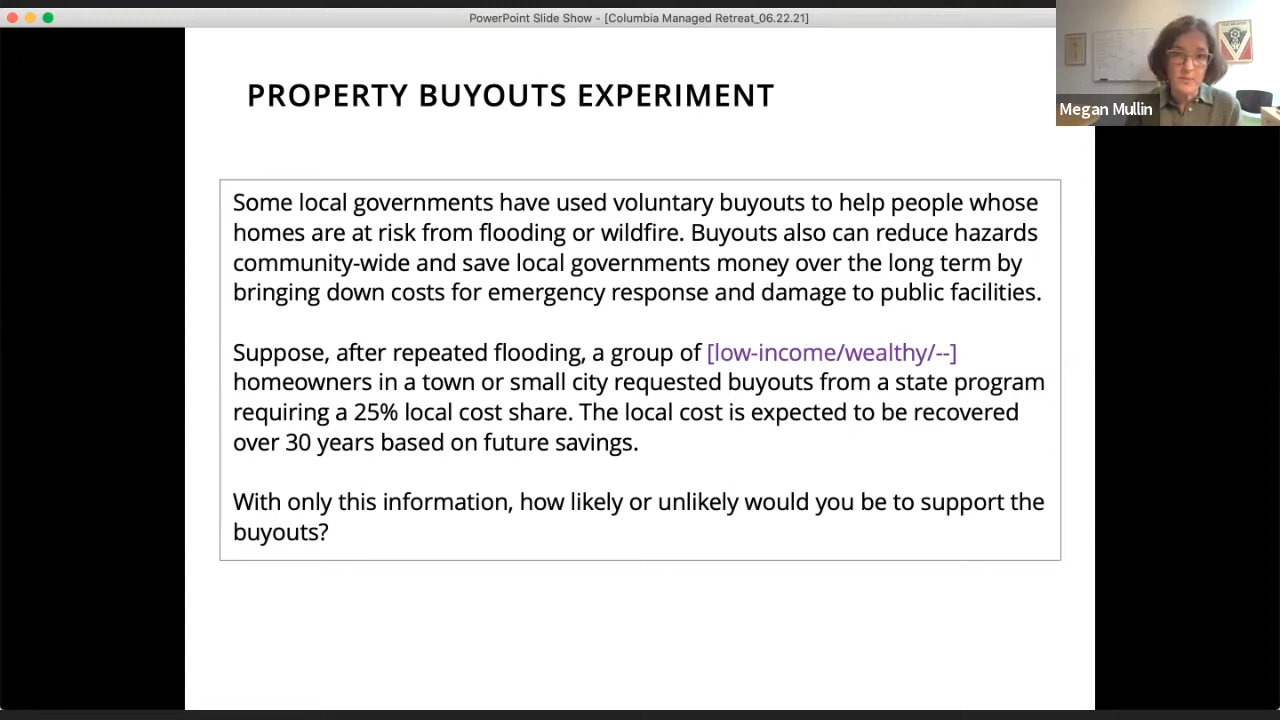 PowerPoint Slide Show - [Columbia Managed Retreat_06.22.21]
PROPERTY BUYOUTS EXPERIMENT
Megan Mullin
Some local governments have used voluntary buyouts to help people whose
homes are at risk from flooding or wildfire. Buyouts also can reduce hazards
community-wide and save local governments money over the long term by
bringing down costs for emergency response and damage to public facilities.
Suppose, after repeated flooding, a group of [low-income/wealthy/--]
homeowners in a town or small city requested buyouts from a state program
requiring a 25% local cost share. The local cost is expected to be recovered
over 30 years based on future savings.
With only this information, how likely or unlikely would you be to support the
buyouts?